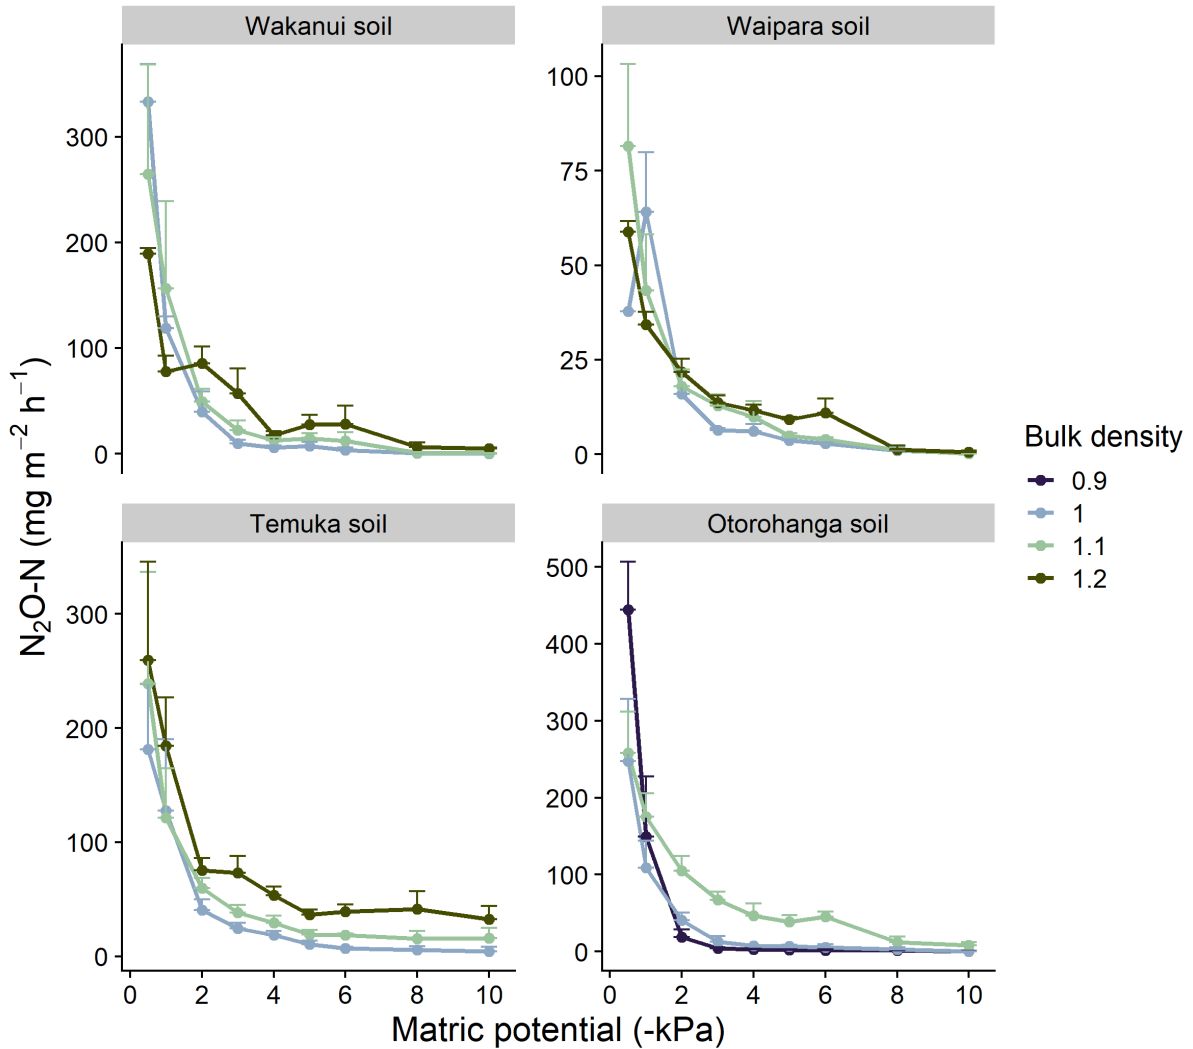 Wakanui soil
Waipara soil
300
200
100
0
100
75
50
25
0
Temuka soil
Otorohanga soil
300
200
100
0
500
400
300
200
100
0
0 2 4 6 8 10
0 2 4 6 8 10
Matric potential (-kPa)
N₂O-N (mg m⁻² h⁻¹)
Bulk density
0.9
1
1.1
1.2